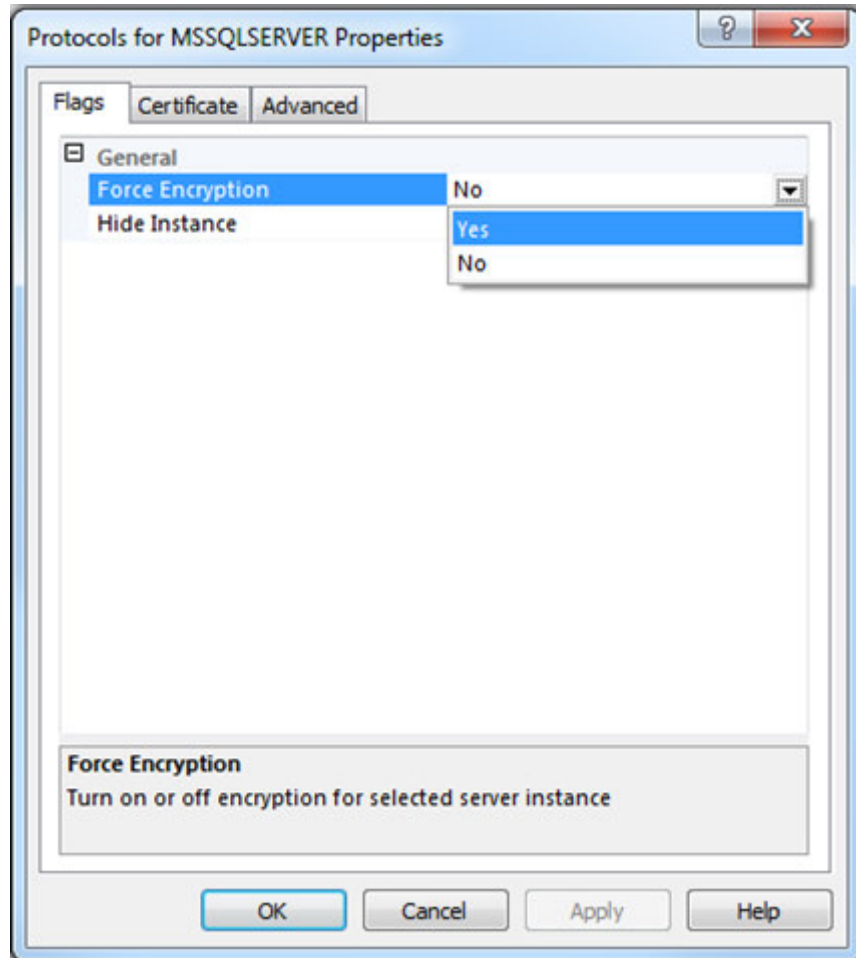 Protocols for MSSQLSERVER Properties
?
Flags Certificate Advanced
General
Force Encryption No
Hide Instance
Yes
No
Force Encryption
Turn on or off encryption for selected server instance
OK Cancel Apply Help